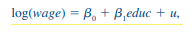 log(wage) = β₀ + β₁educ + u,